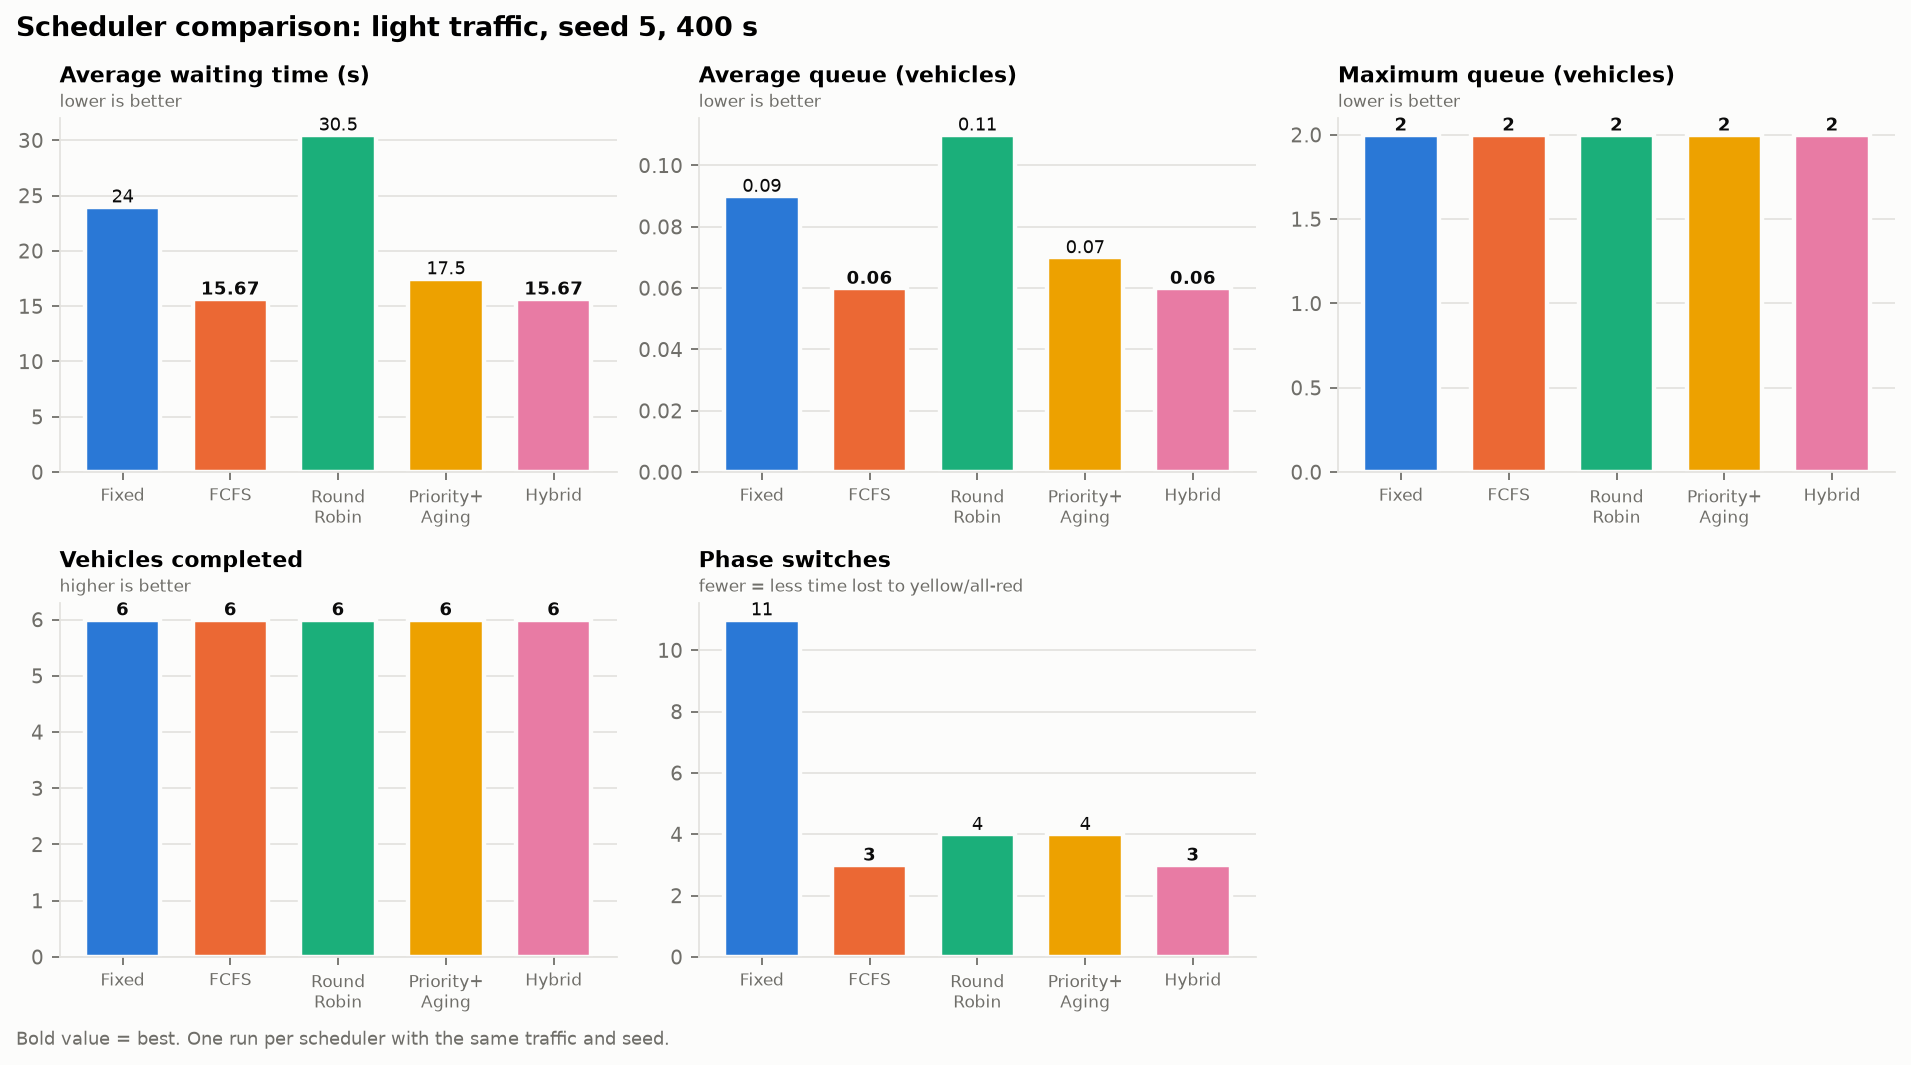 Scheduler comparison: light traffic, seed 5, 400 s
Average waiting time (s)
lower is better
30
25
20
15
10
5
0
24
15.67
30.5
17.5
15.67
Fixed
FCFS
Round
Robin
Priority+
Aging
Hybrid
Average queue (vehicles)
lower is better
0.10
0.08
0.06
0.04
0.02
0.00
0.09
0.06
0.11
0.07
0.06
Fixed
FCFS
Round
Robin
Priority+
Aging
Hybrid
Maximum queue (vehicles)
lower is better
2.0
1.5
1.0
0.5
0.0
2
2
2
2
2
Fixed
FCFS
Round
Robin
Priority+
Aging
Hybrid
Vehicles completed
higher is better
6
5
4
3
2
1
0
6
6
6
6
6
Fixed
FCFS
Round
Robin
Priority+
Aging
Hybrid
Phase switches
fewer = less time lost to yellow/all-red
10
8
6
4
2
0
11
3
4
4
3
Fixed
FCFS
Round
Robin
Priority+
Aging
Hybrid
Bold value = best. One run per scheduler with the same traffic and seed.